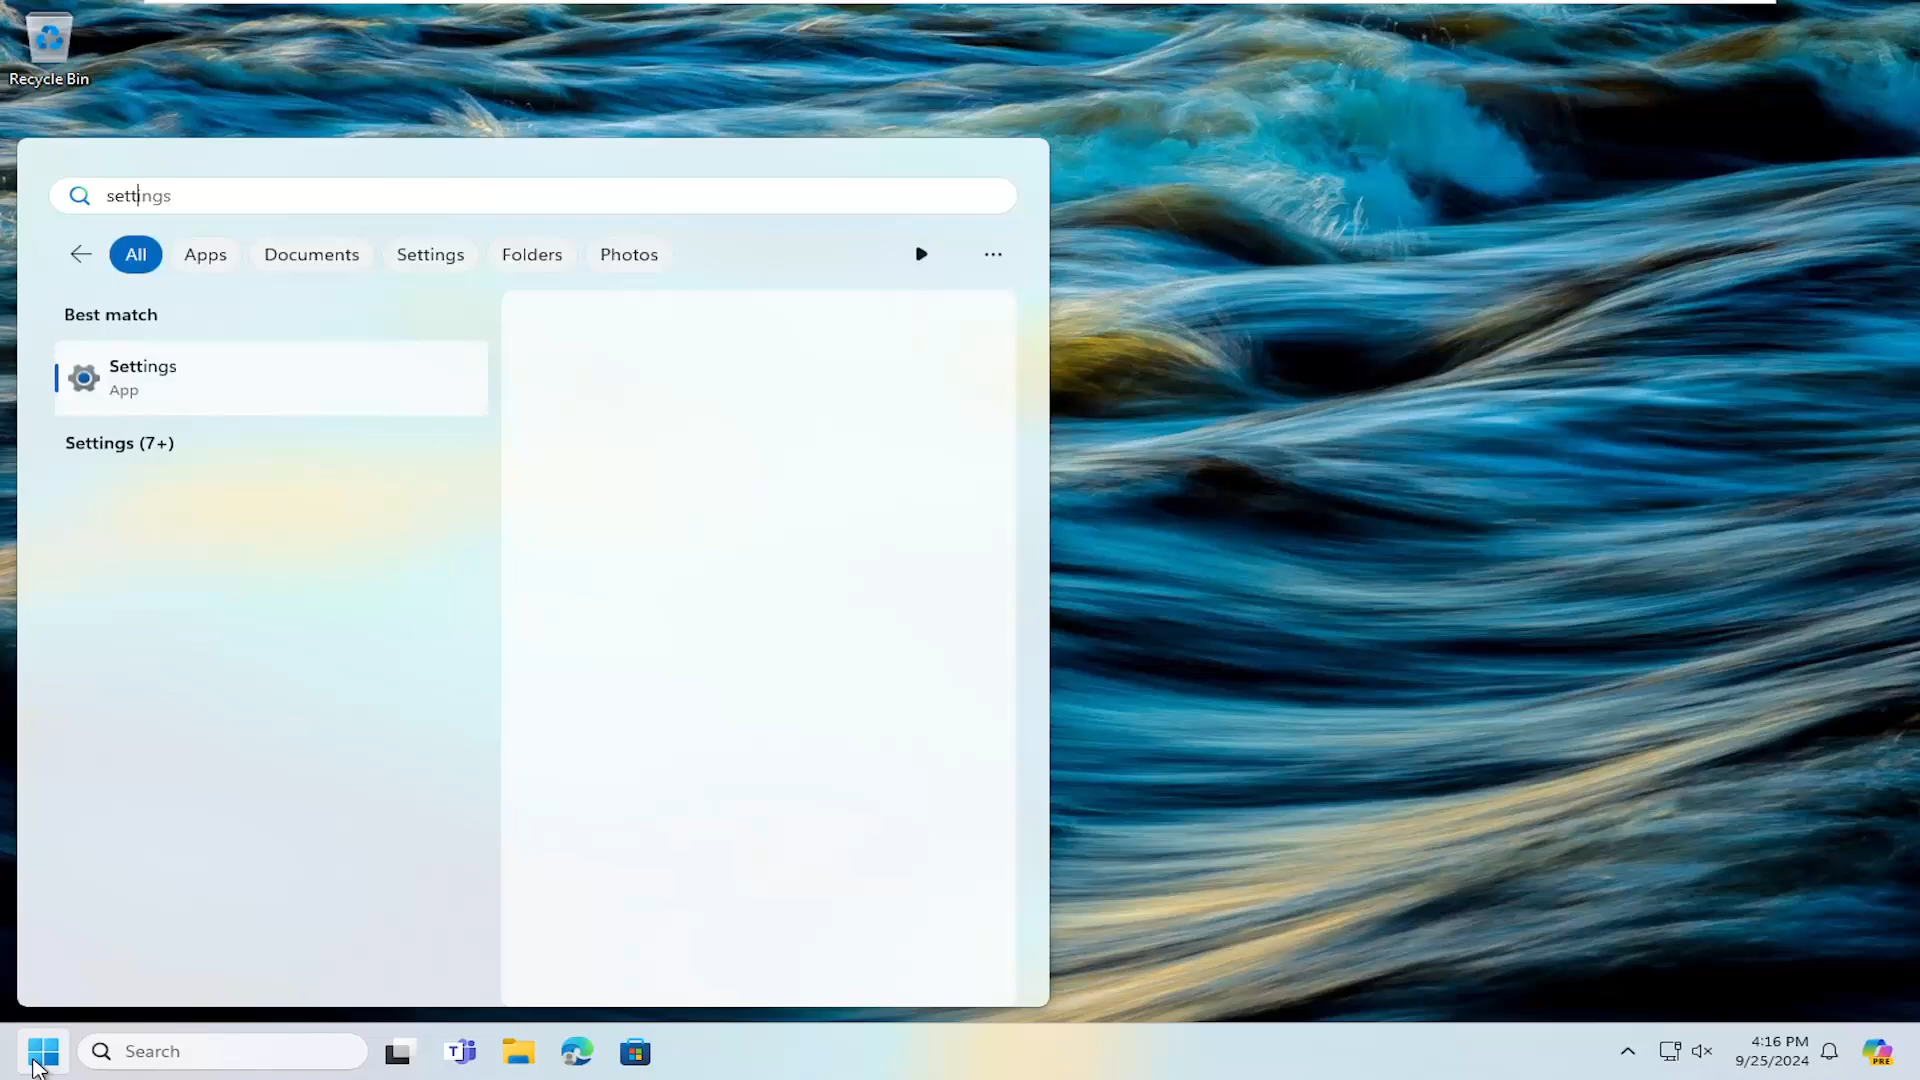 Recycle Bin
settings
All
Apps
Documents
Settings
Folders
Photos
Best match
Settings
App
Settings (7+)
Search
T
4:16 PM
9/25/2024
PRE